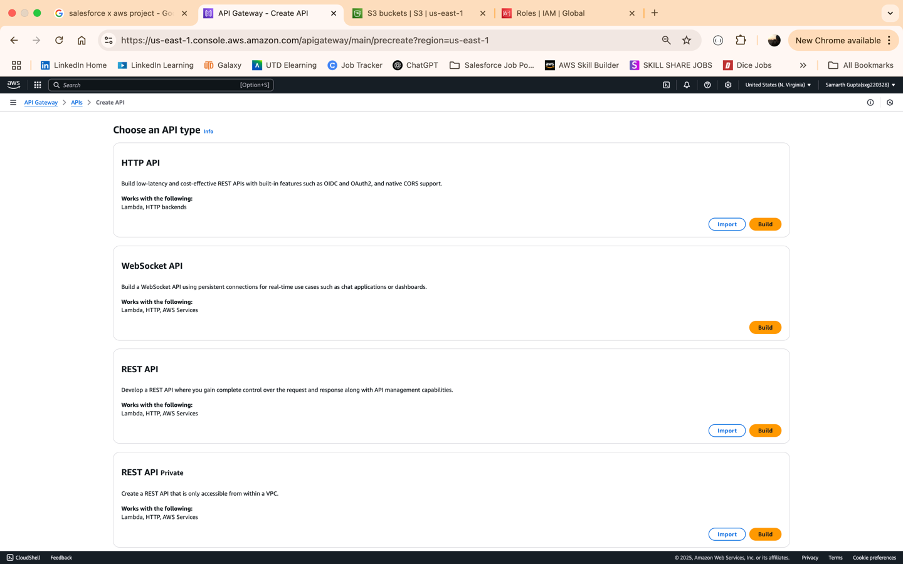 salesforce x aws project - Go
API Gateway - Create API
S3 buckets | S3 | us-east-1
Roles | IAM | Global
https://us-east-1.console.aws.amazon.com/apigateway/main/precreate?region=us-east-1
New Chrome available
LinkedIn Home
LinkedIn Learning
Galaxy
UTD Elearning
Job Tracker
ChatGPT
Salesforce Job Po...
AWS Skill Builder
SKILL SHARE JOBS
Dice Jobs
All Bookmarks
aws
Search
[Option+S]
United States (N. Virginia)
Samarth Gupta(sxg230328)
API Gateway
APIs
Create API
Choose an API type Info
HTTP API
Build low-latency and cost-effective REST APIs with built-in features such as OIDC and OAuth2, and native CORS support.
Works with the following:
Lambda, HTTP backends
Import
Build
WebSocket API
Build a WebSocket API using persistent connections for real-time use cases such as chat applications or dashboards.
Works with the following:
Lambda, HTTP, AWS Services
Build
REST API
Develop a REST API where you gain complete control over the request and response along with API management capabilities.
Works with the following:
Lambda, HTTP, AWS Services
Import
Build
REST API Private
Create a REST API that is only accessible from within a VPC.
Works with the following:
Lambda, HTTP, AWS Services
Import
Build
CloudShell
Feedback
© 2025, Amazon Web Services, Inc. or its affiliates.
Privacy
Terms
Cookie preferences